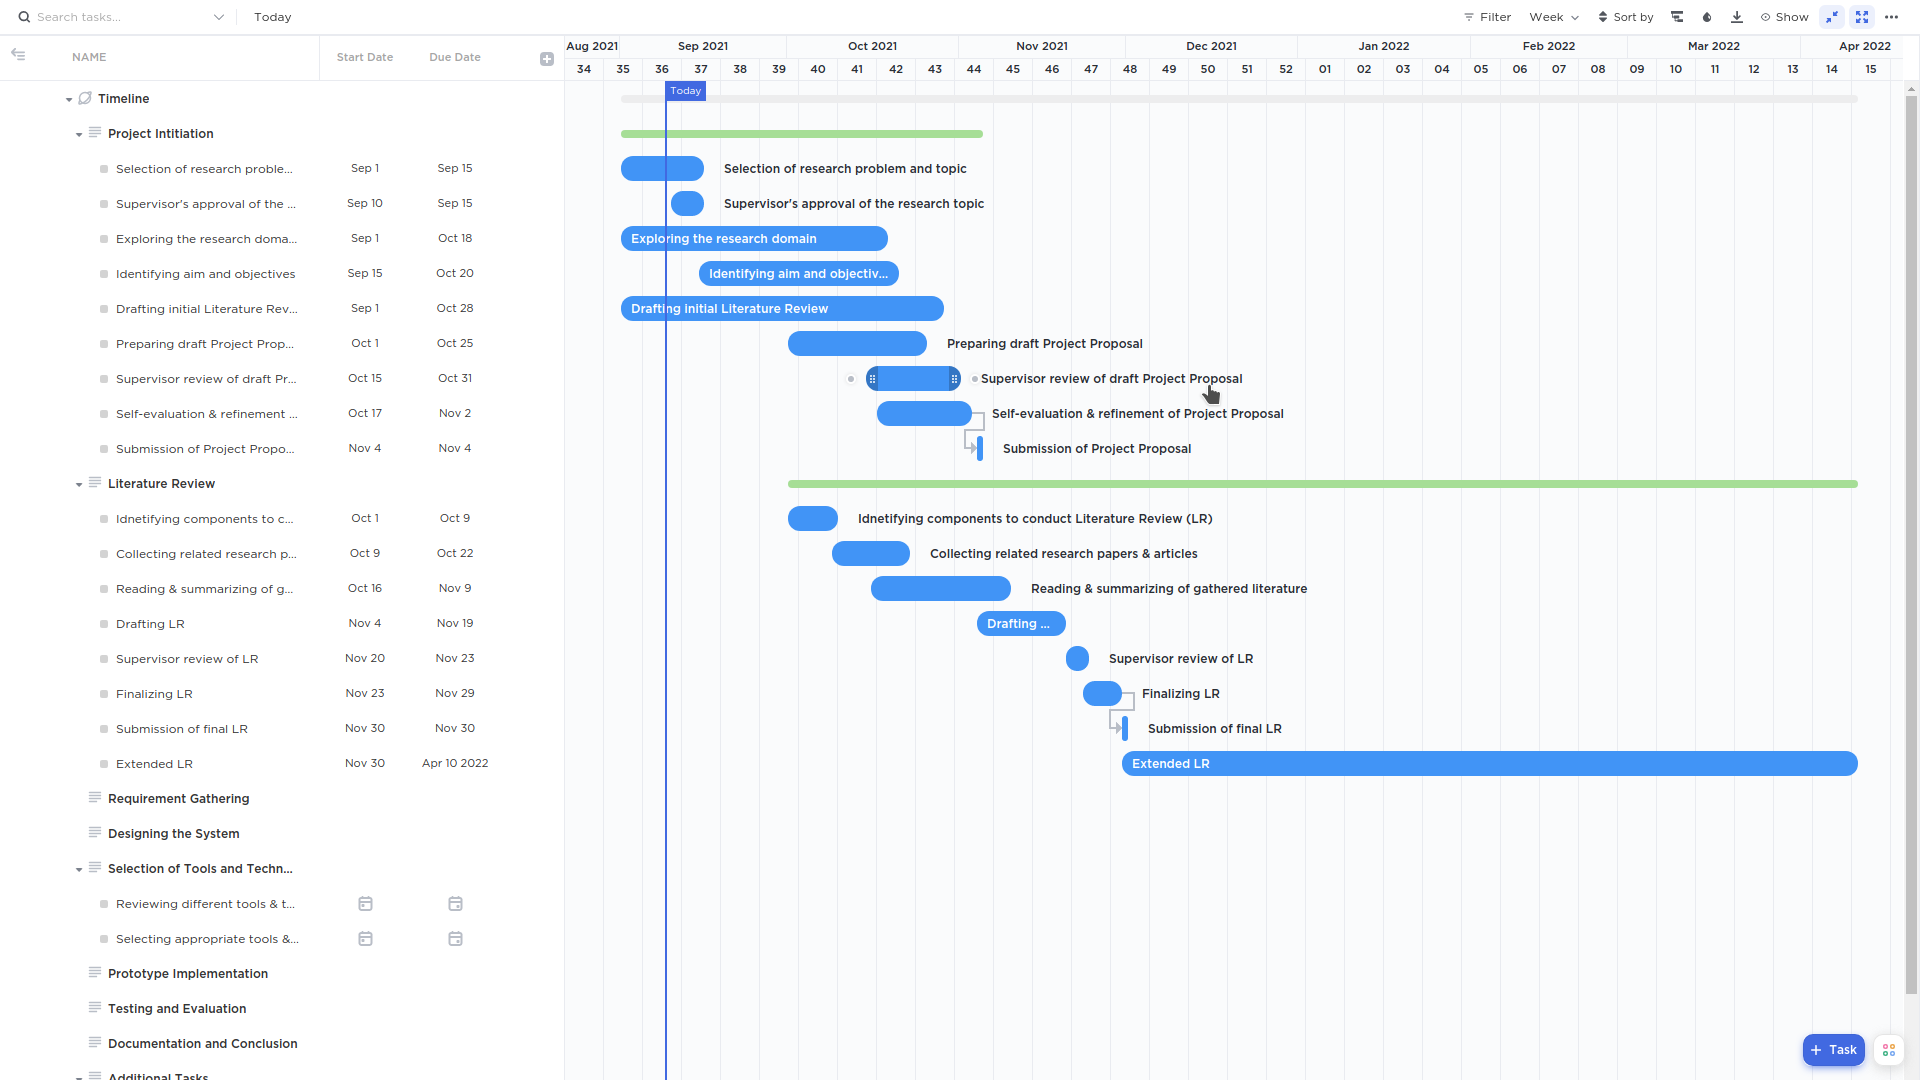 Search tasks...
Today
Filter
Week
Sort by
Show
NAME
Start Date
Due Date
Aug 2021 Sep 2021 Oct 2021 Nov 2021 Dec 2021 Jan 2022 Feb 2022 Mar 2022 Apr 2022
34 35 36 37 38 39 40 41 42 43 44 45 46 47 48 49 50 51 52 01 02 03 04 05 06 07 08 09 10 11 12 13 14 15
Today
Timeline
Project Intitiation
Selection of research proble... Sep 1 Sep 15 Selection of research problem and topic
Supervisor's approval of the ... Sep 10 Sep 15 Supervisor's approval of the research topic
Exploring the research doma... Sep 1 Oct 18 Exploring the research domain
Identifying aim and objectives Sep 15 Oct 20 Identifying aim and objectiv...
Drafting initial Literature Rev... Sep 1 Oct 28 Drafting initial Literature Review
Preparing draft Project Prop... Oct 1 Oct 25 Preparing draft Project Proposal
Supervisor review of draft Pr... Oct 15 Oct 31 Supervisor review of draft Project Proposal
Self-evaluation & refinement ... Oct 17 Nov 2 Self-evaluation & refinement of Project Proposal
Submission of Project Propo... Nov 4 Nov 4 Submission of Project Proposal
Literature Review
Idnetifying components to c... Oct 1 Oct 9 Idnetifying components to conduct Literature Review (LR)
Collecting related research p... Oct 9 Oct 22 Collecting related research papers & articles
Reading & summarizing of g... Oct 16 Nov 9 Reading & summarizing of gathered literature
Drafting LR Nov 4 Nov 19 Drafting ...
Supervisor review of LR Nov 20 Nov 23 Supervisor review of LR
Finalizing LR Nov 23 Nov 29 Finalizing LR
Submission of final LR Nov 30 Nov 30 Submission of final LR
Extended LR Nov 30 Apr 10 2022 Extended LR
Requirement Gathering
Designing the System
Selection of Tools and Techn...
Reviewing different tools & t...
Selecting appropriate tools &...
Prototype Implementation
Testing and Evaluation
Documentation and Conclusion
Additional Tasks
+ Task